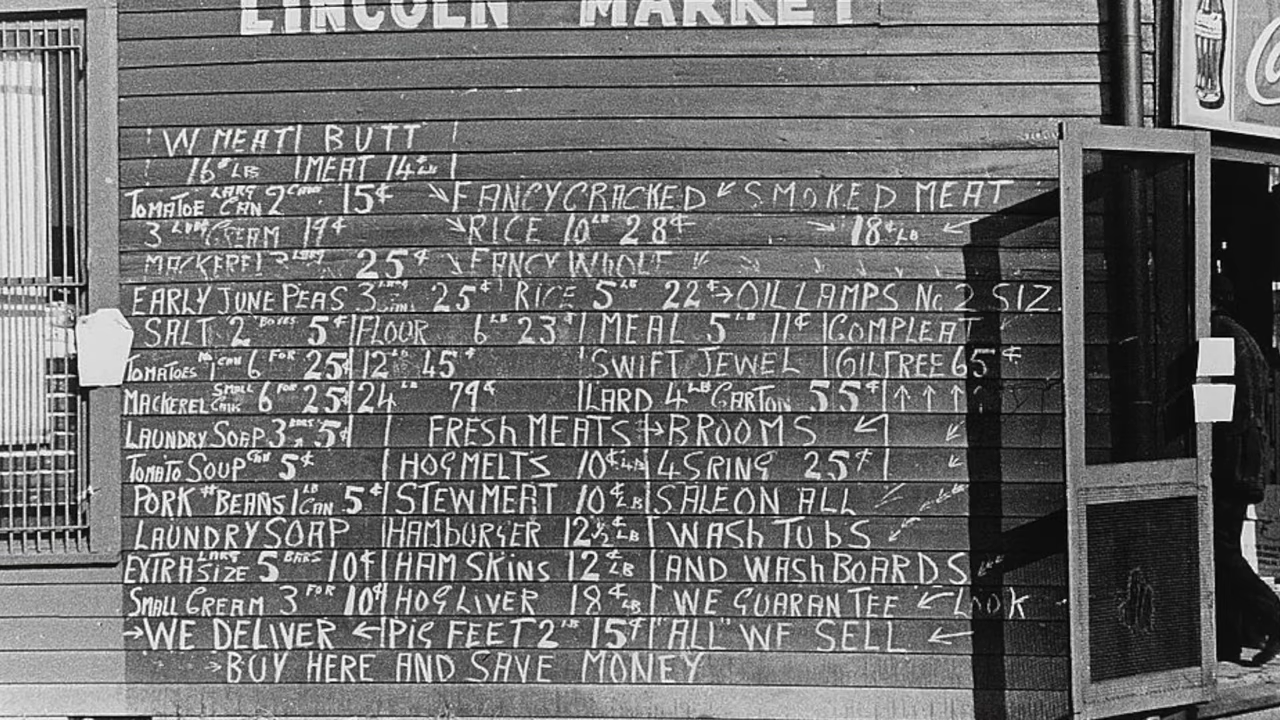 LINCOLN MARKET
W MEAT BUTT
16¢ LB MEAT 14¢ LB
TOMATOE LARG CAN 2 15¢ FANCY CRACKED SMOKED MEAT
3 CREAM 19¢ RICE 10 LB 28¢ 18¢ LB
MACKEREL 25¢ FANCY WHOLE
EARLY JUNE PEAS 3 25¢ RICE 5 LB 22¢ OIL LAMPS No 2 SIZ
SALT 2 BOXES 5¢ FLOUR 6 LB 23¢ MEAL 5 LB 11¢ COMPLEAT
TOMATOES CAN 6 FOR 25¢ 12 LB 45¢ SWIFT JEWEL OIL FREE 65¢
MACKEREL SMALL 6 FOR 25¢ 24 LB 79¢ LARD 4 LB CARTON 55¢
LAUNDRY SOAP 3 BARS 5¢ FRESH MEATS BROOMS
TOMATO SOUP CAN 5¢ HOG MELTS 10¢ LB 4 SRING 25¢
PORK & BEANS 1 LB CAN 5¢ STEW MEAT 10¢ LB SALE ON ALL
LAUNDRY SOAP HAMBURGER 12½¢ LB WASH TUBS
EXTRA LARG SIZE 5 BARS 10¢ HAM SKINS 12¢ LB AND WASH BOARDS
SMALL CREAM 3 FOR 10¢ HOG LIVER 18¢ LB WE GUARANTEE LOOK
WE DELIVER PIG FEET 2 LB 15¢ "ALL" WE SELL
BUY HERE AND SAVE MONEY